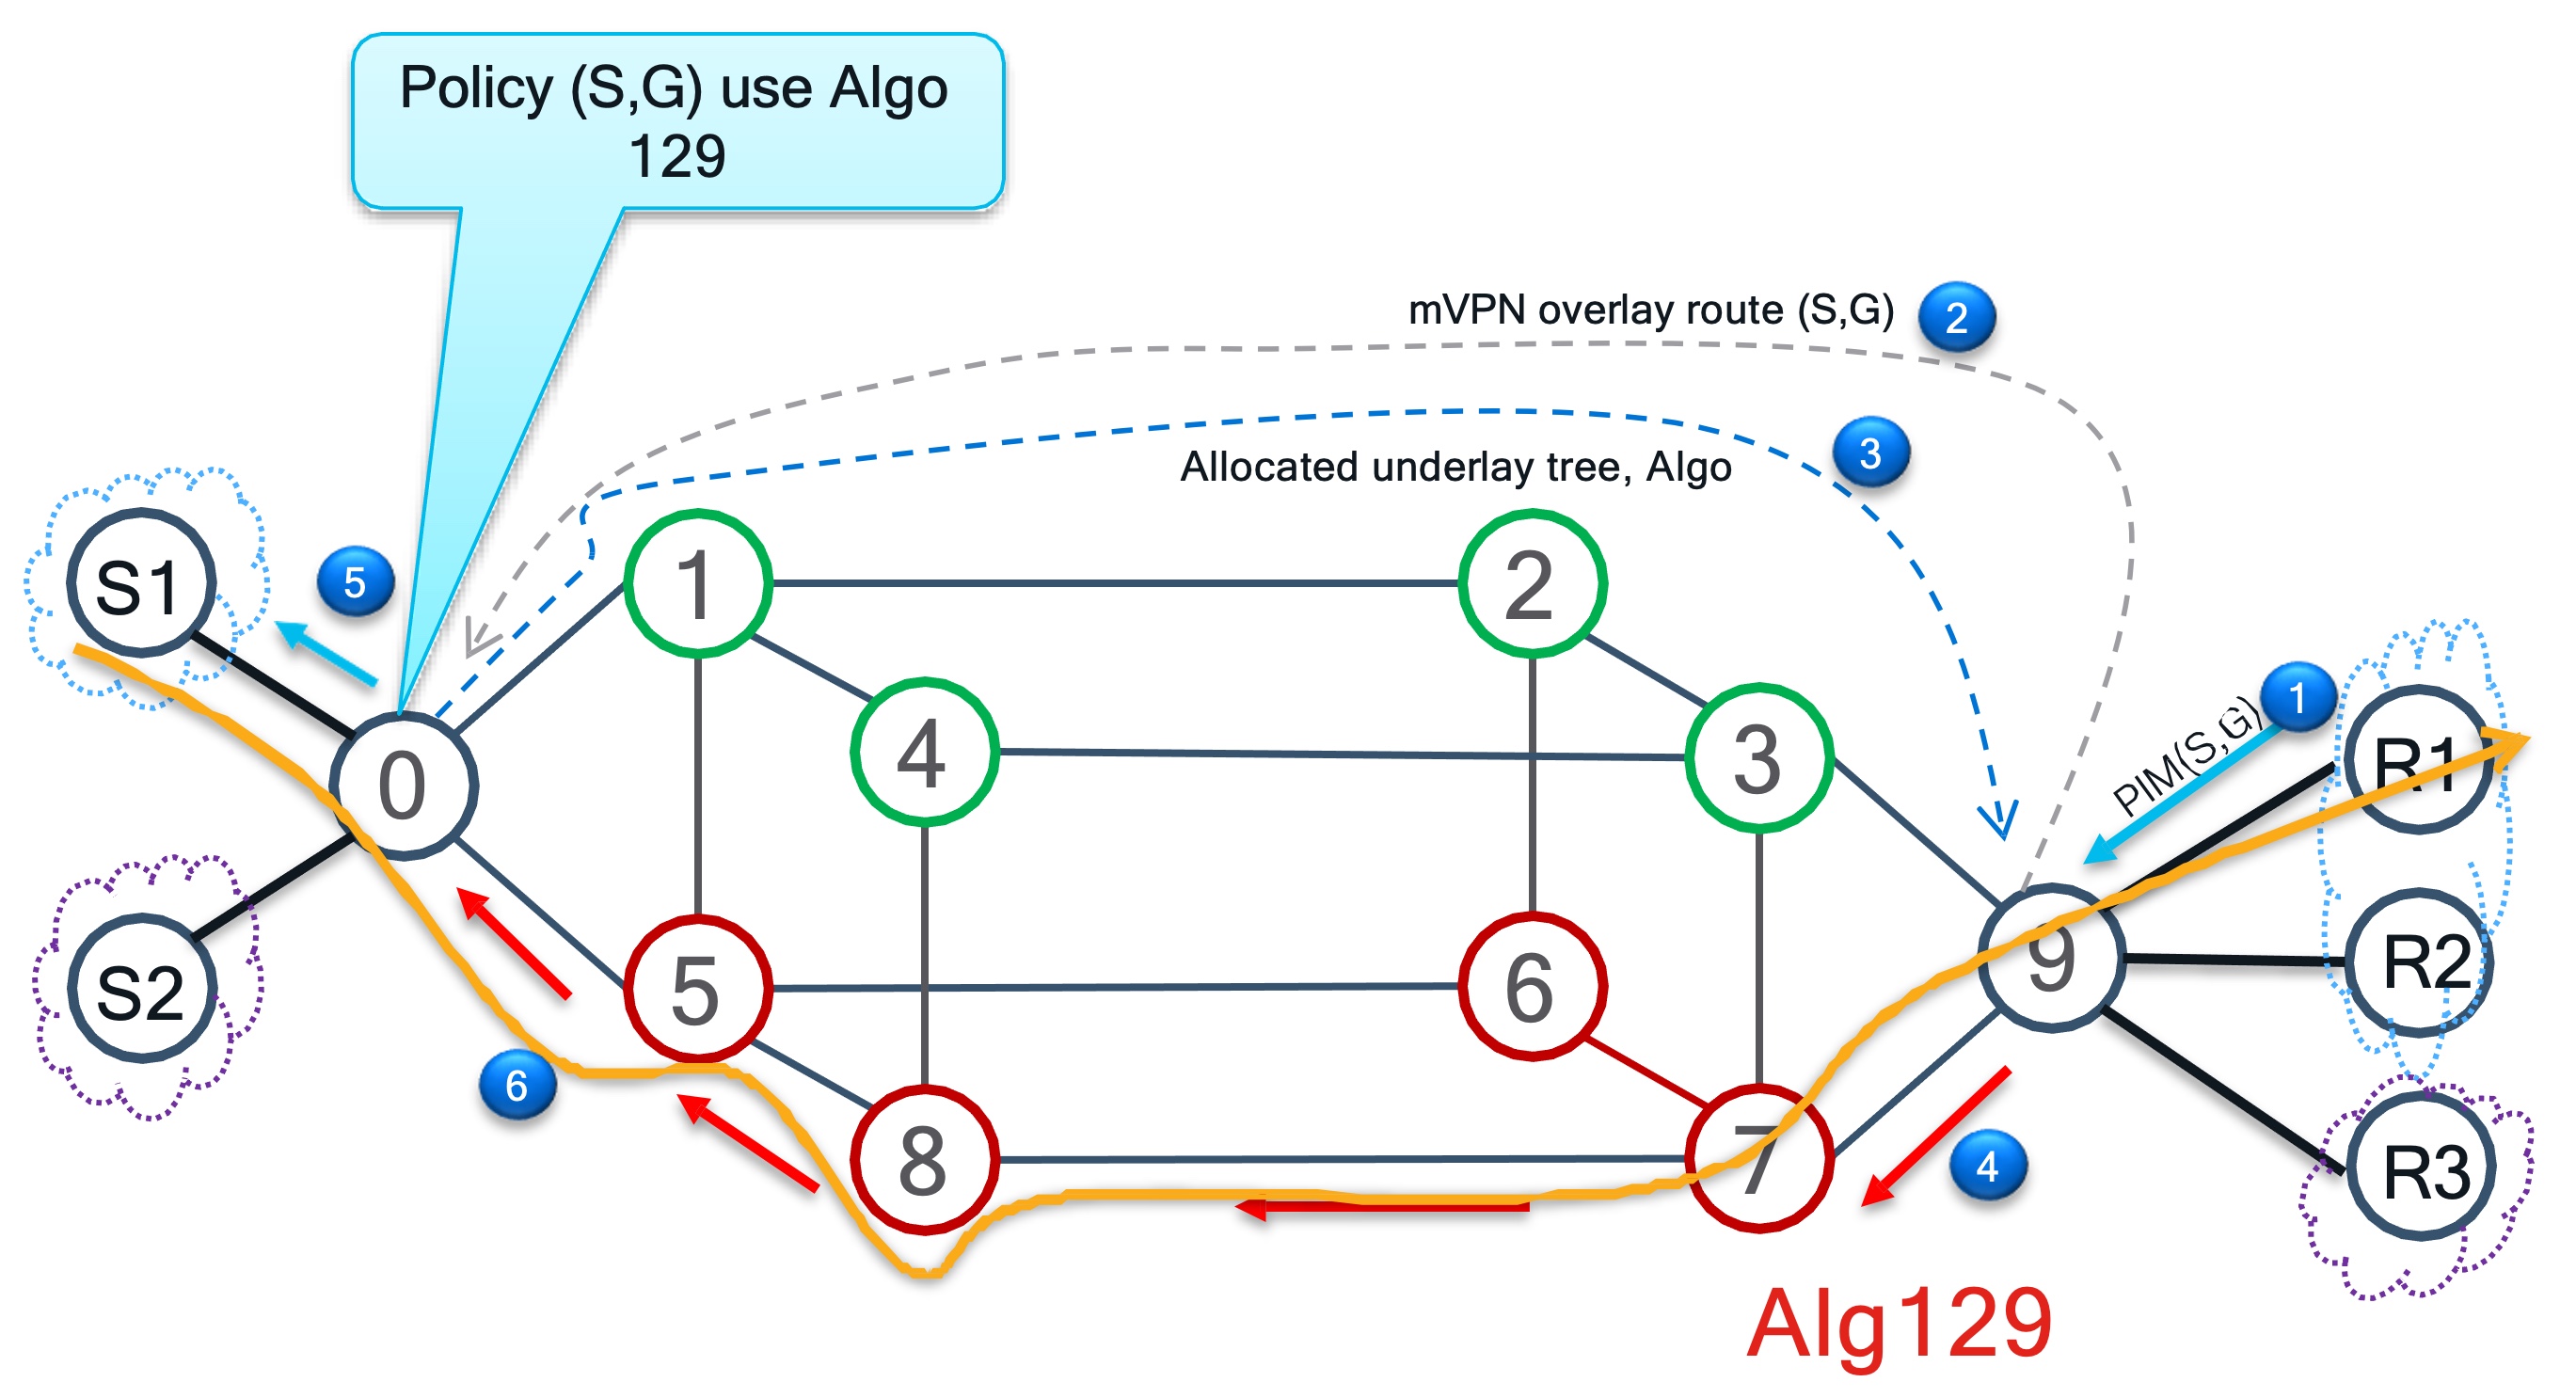 Policy (S,G) use Algo
129
mVPN overlay route (S,G)
2
3
Allocated underlay tree, Algo
S1
5
1
2
1
PIM(S,G)
R1
0
4
3
S2
5
6
9
R2
6
8
7
4
R3
Alg129